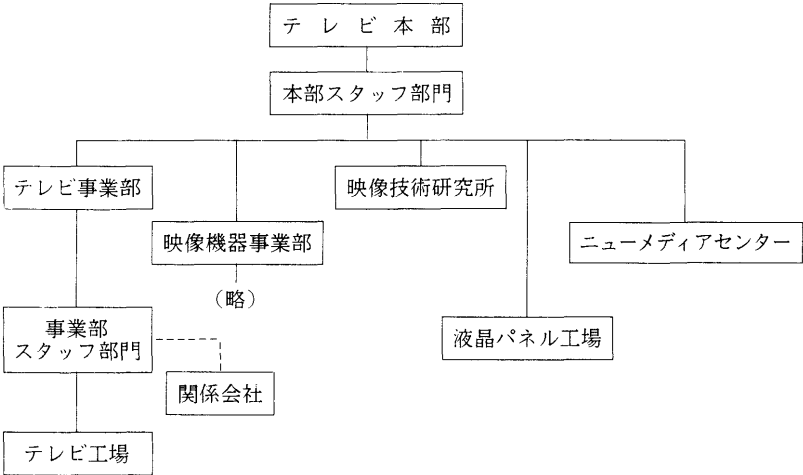 テレビ本部
本部スタッフ部門
テレビ事業部
映像技術研究所
映像機器事業部
ニューメディアセンター
(略)
事業部
スタッフ部門
液晶パネル工場
関係会社
テレビ工場